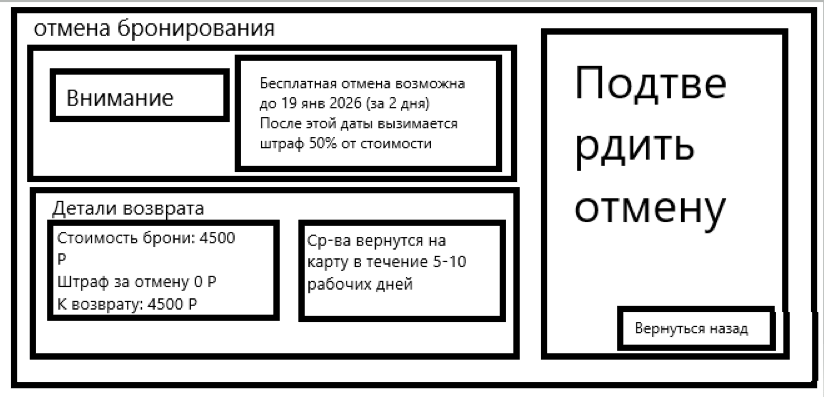 отмена бронирования
Внимание
Бесплатная отмена возможна
до 19 янв 2026 (за 2 дня)
После этой даты вызимается
штраф 50% от стоимости
Детали возврата
Стоимость брони: 4500
Р
Штраф за отмену 0 Р
К возврату: 4500 Р
Ср-ва вернутся на
карту в течение 5-10
рабочих дней
Подтве
рдить
отмену
Вернуться назад